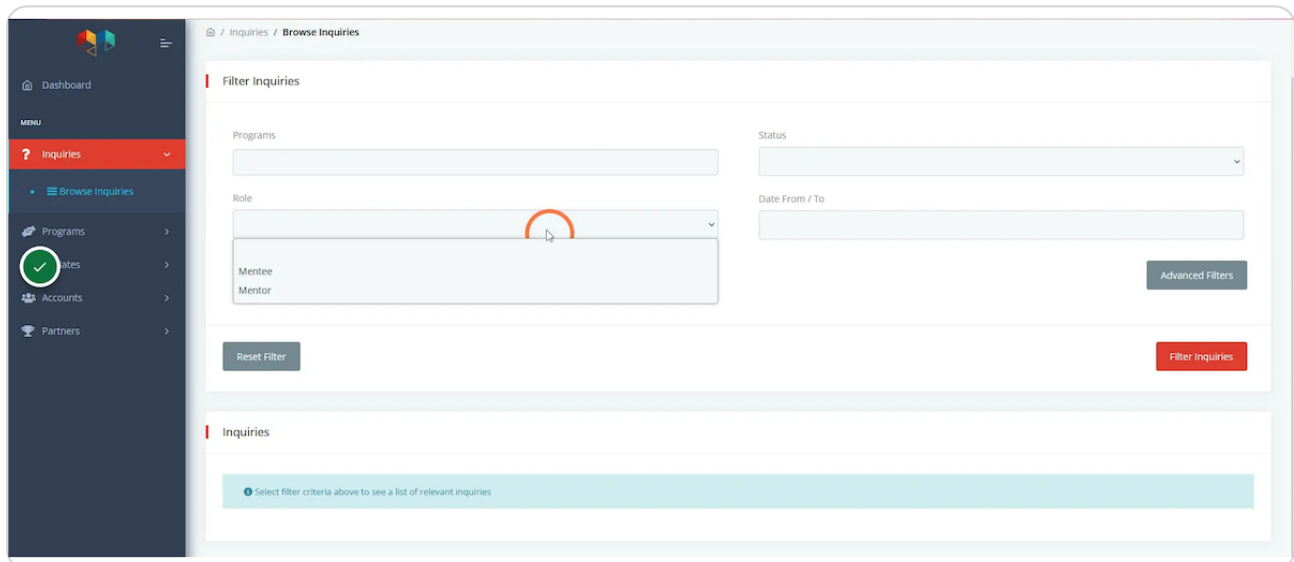 / Inquiries / Browse Inquiries
Dashboard
MENU
? Inquiries
Browse Inquiries
Programs
ates
Accounts
Partners
Filter Inquiries
Programs
Status
Role
Date From / To
Mentee
Mentor
Advanced Filters
Reset Filter
Filter Inquiries
Inquiries
Select filter criteria above to see a list of relevant inquiries